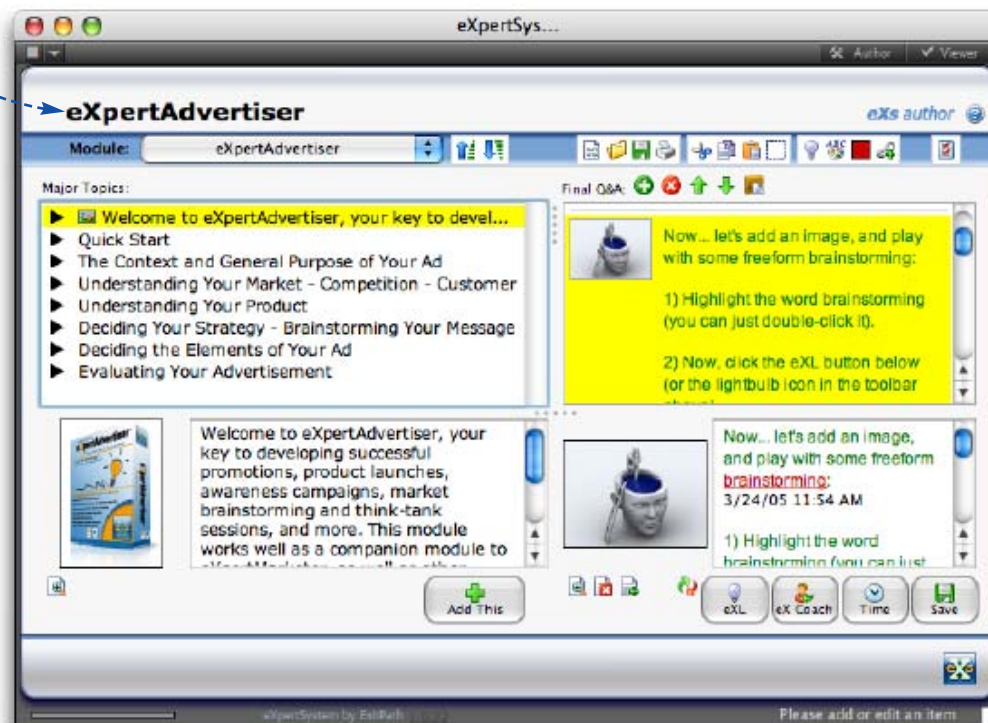 eXpertSys...
Author Viewer
eXpertAdvertiser
eXs author
Module: eXpertAdvertiser
Major Topics:
Welcome to eXpertAdvertiser, your key to devel...
Quick Start
The Context and General Purpose of Your Ad
Understanding Your Market - Competition - Customer
Understanding Your Product
Deciding Your Strategy - Brainstorming Your Message
Deciding the Elements of Your Ad
Evaluating Your Advertisement
Final Q&A:
Now... let's add an image, and play
with some freeform brainstorming:
1) Highlight the word brainstorming
(you can just double-click it).
2) Now, click the eXL button below
(or the lightbulb icon in the toolbar
eXpertAdvertiser
Welcome to eXpertAdvertiser, your
key to developing successful
promotions, product launches,
awareness campaigns, market
brainstorming and think-tank
sessions, and more. This module
works well as a companion module to
Add This
Now... let's add an image,
and play with some freeform
brainstorming:
3/24/05 11:54 AM
1) Highlight the word
brainstorming (you can just
eXL
eX Coach
Time
Save
eXpertSystem by
Please add or edit an item